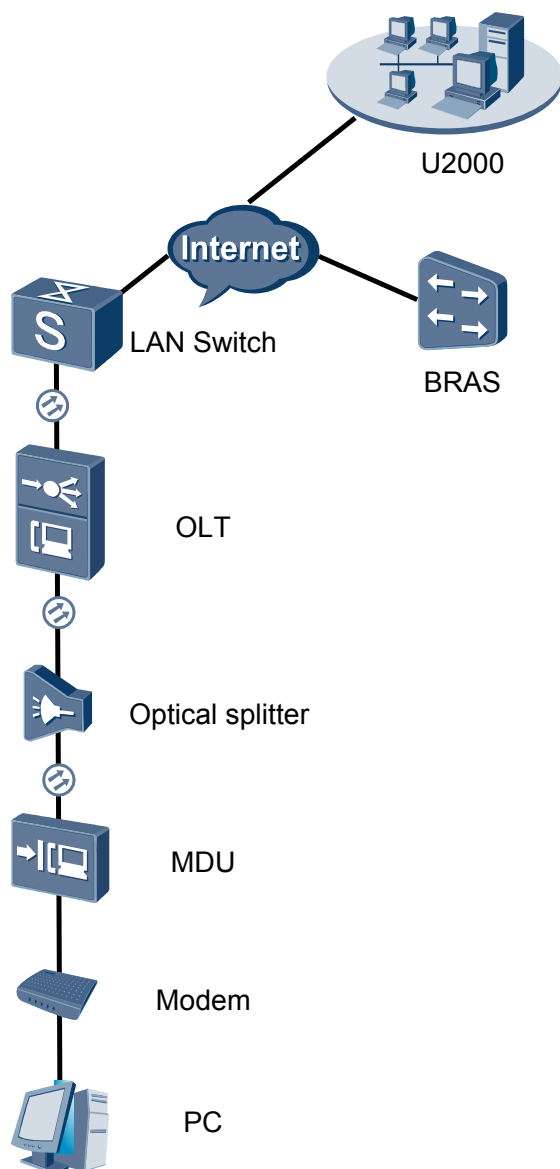 U2000
Internet
S
LAN Switch
BRAS
OLT
Optical splitter
MDU
Modem
PC